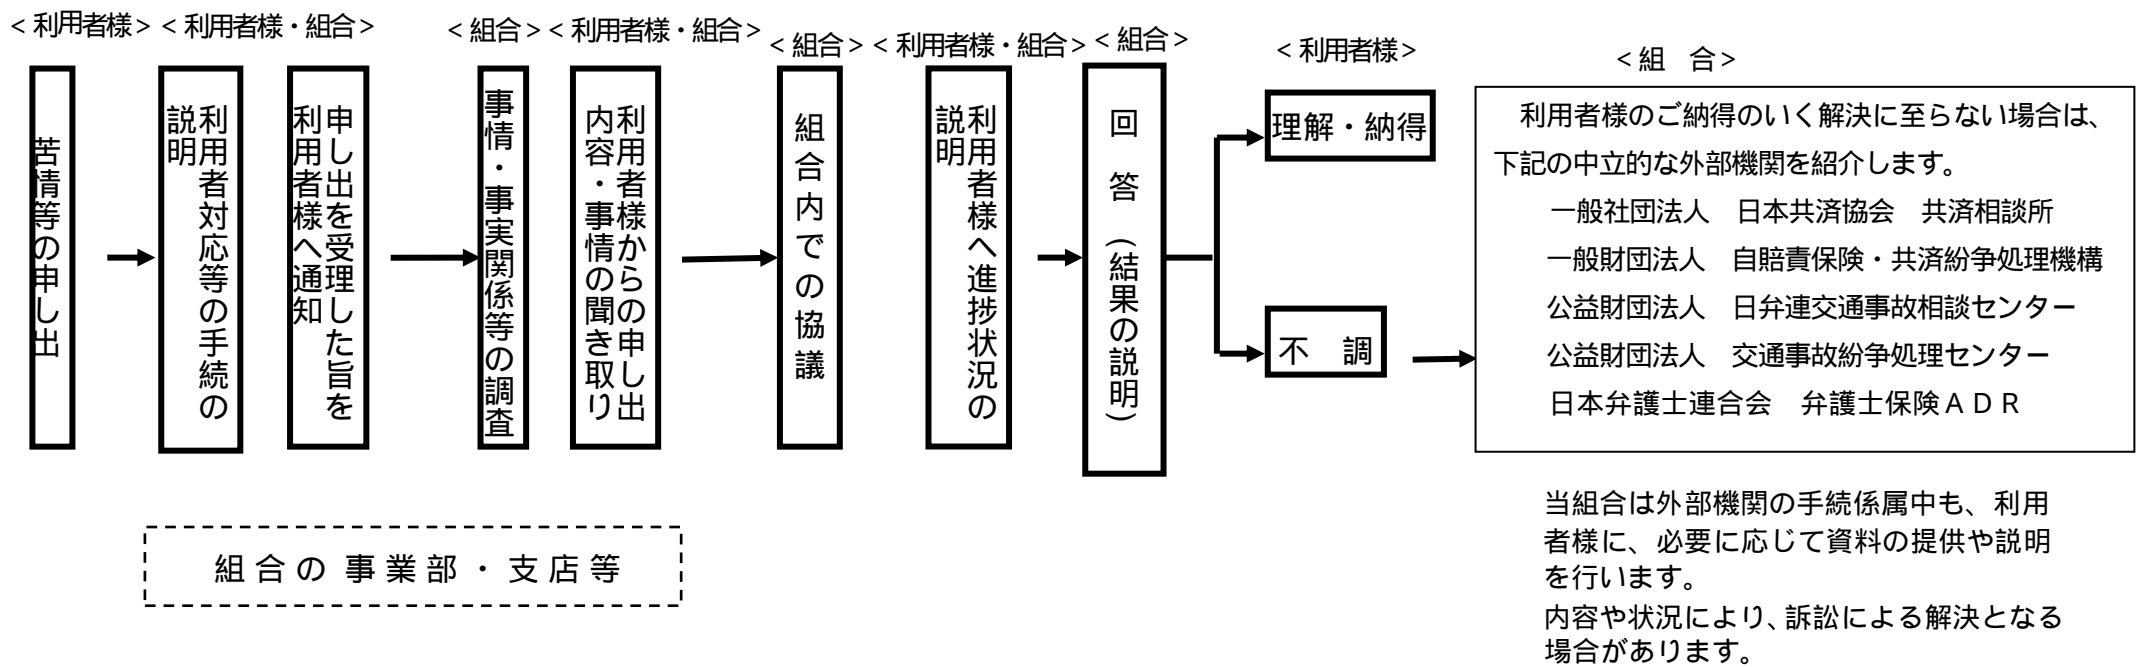 <利用者様>
<利用者様・組合>
<組合>
<利用者様・組合>
<組合>
<利用者様・組合>
<組合>
<利用者様>
<組　合>
苦情等の申し出
利用者対応等の手続の
説明
申し出を受理した旨を
利用者様へ通知
事情・事実関係等の調査
利用者様からの申し出
内容・事情の聞き取り
組合内での協議
利用者様へ進捗状況の
説明
回　答（結果の説明）
理解・納得
不　調
利用者様のご納得のいく解決に至らない場合は、
下記の中立的な外部機関を紹介します。
一般社団法人　日本共済協会　共済相談所
一般財団法人　自賠責保険・共済紛争処理機構
公益財団法人　日弁連交通事故相談センター
公益財団法人　交通事故紛争処理センター
日本弁護士連合会　弁護士保険ＡＤＲ
組合の 事業部・支店等
当組合は外部機関の手続係属中も、利用
者様に、必要に応じて資料の提供や説明
を行います。
内容や状況により、訴訟による解決となる
場合があります。